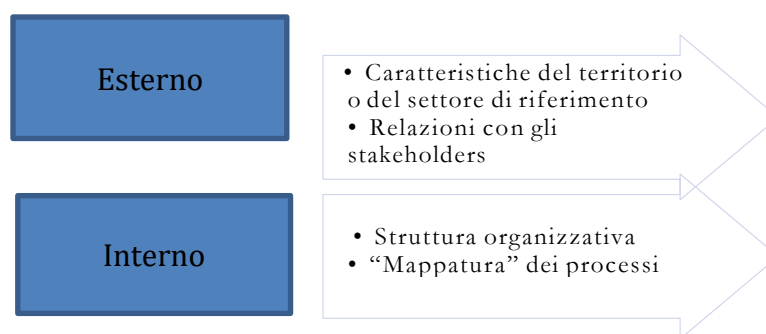 Esterno
• Caratteristiche del territorio
o del settore di riferimento
• Relazioni con gli
stakeholders
Interno
• Struttura organizzativa
• “Mappatura” dei processi